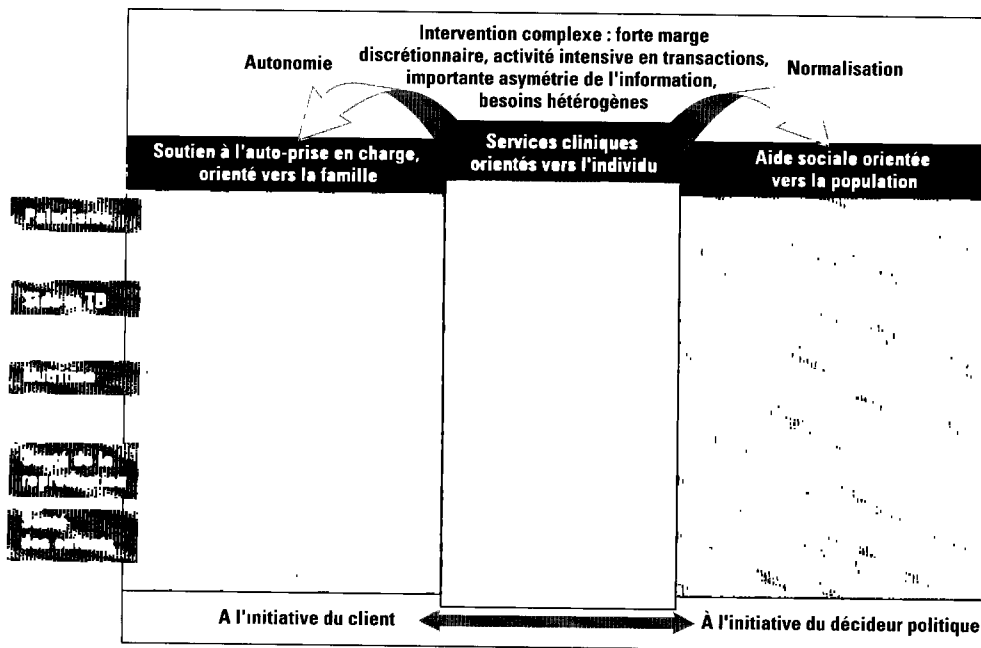 Intervention complexe : forte marge
discrétionnaire, activité intensive en transactions,
importante asymétrie de l'information,
besoins hétérogènes
Autonomie
Normalisation
Soutien à l'auto-prise en charge,
orienté vers la famille
Services cliniques
orientés vers l'individu
Aide sociale orientée
vers la population
TB
A l'initiative du client
À l'initiative du décideur politique